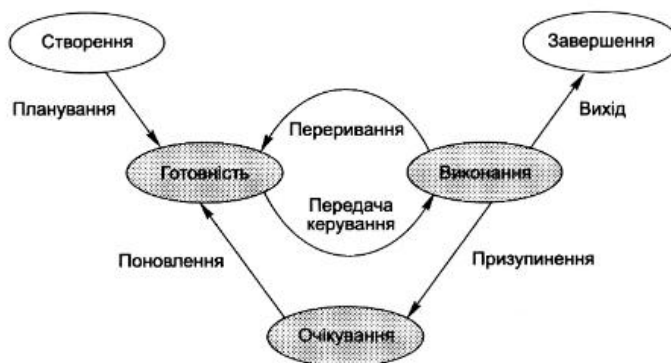 Створення
Завершення
Планування
Переривання
Вихід
Готовність
Виконання
Передача
керування
Поновлення
Призупинення
Очікування